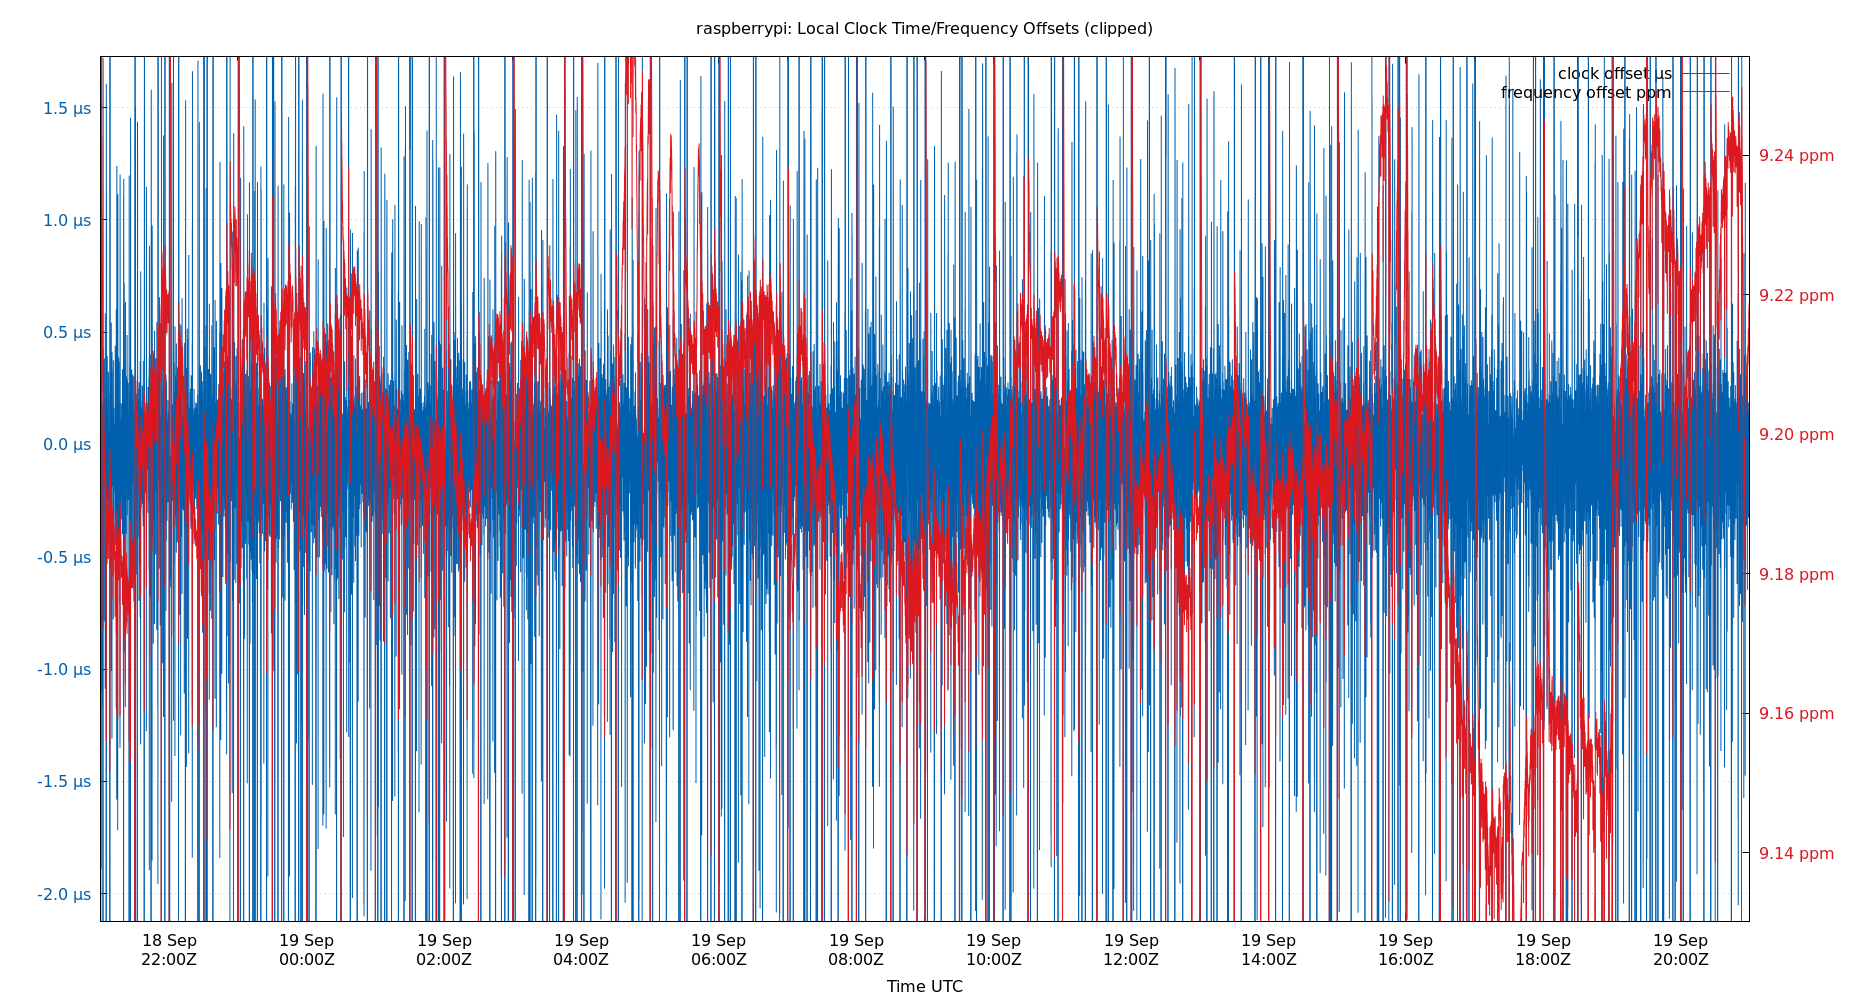 raspberrypi: Local Clock Time/Frequency Offsets (clipped)
clock offset µs
frequency offset ppm
1.5 µs
1.0 µs
0.5 µs
0.0 µs
-0.5 µs
-1.0 µs
-1.5 µs
-2.0 µs
9.24 ppm
9.22 ppm
9.20 ppm
9.18 ppm
9.16 ppm
9.14 ppm
18 Sep
22:00Z
19 Sep
00:00Z
19 Sep
02:00Z
19 Sep
04:00Z
19 Sep
06:00Z
19 Sep
08:00Z
19 Sep
10:00Z
19 Sep
12:00Z
19 Sep
14:00Z
19 Sep
16:00Z
19 Sep
18:00Z
19 Sep
20:00Z
Time UTC